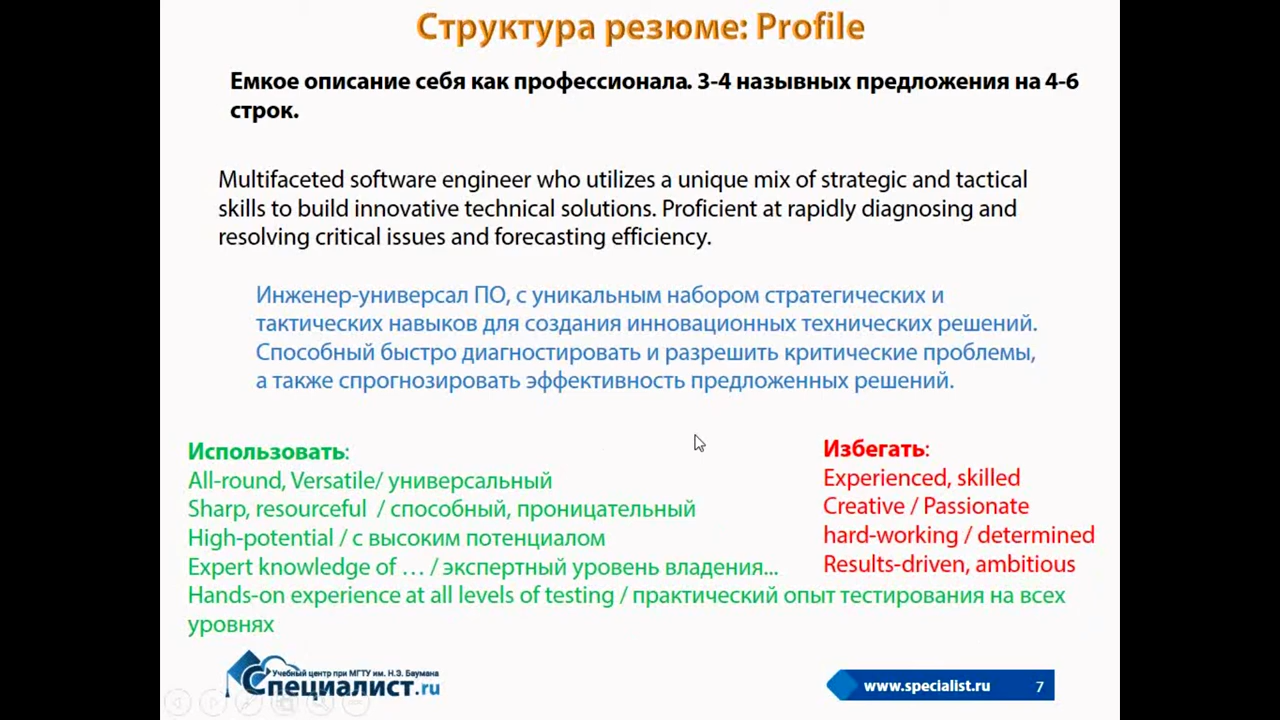 Структура резюме: Profile
Емкое описание себя как профессионала. 3-4 назывных предложения на 4-6
строк.
Multifaceted software engineer who utilizes a unique mix of strategic and tactical
skills to build innovative technical solutions. Proficient at rapidly diagnosing and
resolving critical issues and forecasting efficiency.
Инженер-универсал ПО, с уникальным набором стратегических и
тактических навыков для создания инновационных технических решений.
Способный быстро диагностировать и разрешить критические проблемы,
а также спрогнозировать эффективность предложенных решений.
Использовать:
All-round, Versatile/ универсальный
Sharp, resourceful / способный, проницательный
High-potential / с высоким потенциалом
Expert knowledge of … / экспертный уровень владения...
Hands-on experience at all levels of testing / практический опыт тестирования на всех
уровнях
Избегать:
Experienced, skilled
Creative / Passionate
hard-working / determined
Results-driven, ambitious
Учебный центр при МГТУ им. Н.Э. Баумана
Специалист.ru
www.specialist.ru
7